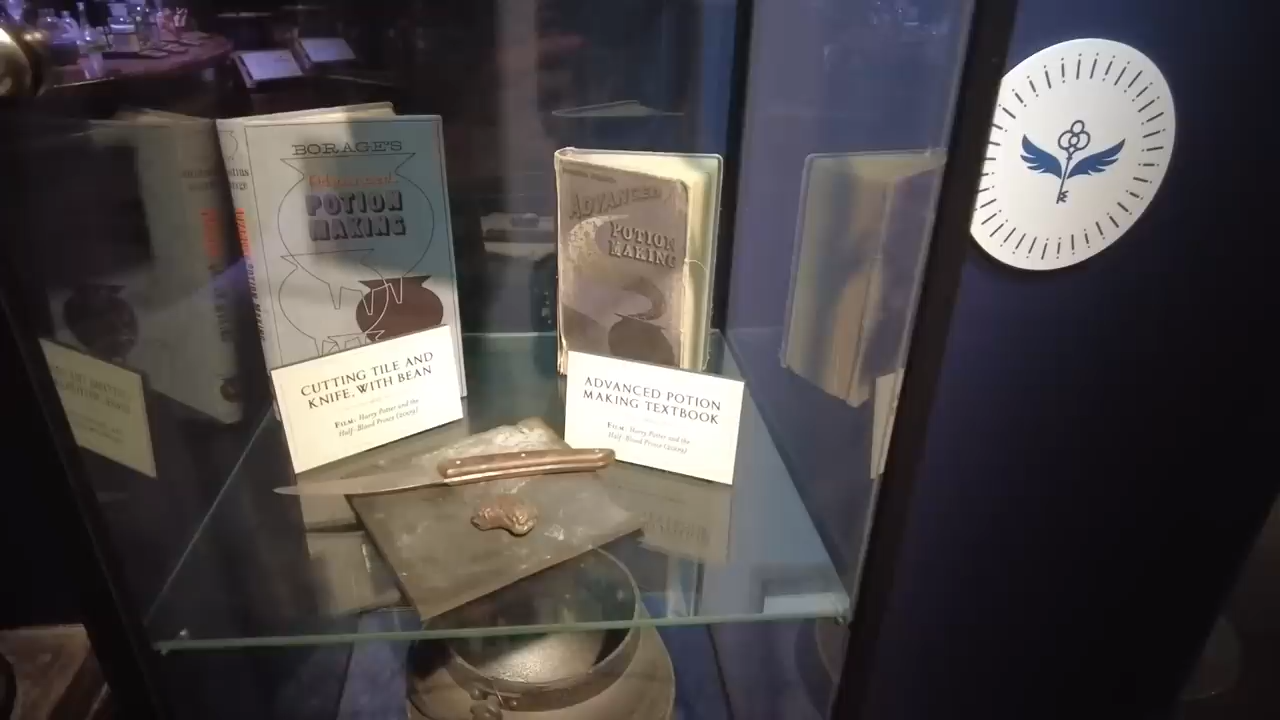 BORAGE'S
Advanced
POTION
MAKING
ADVANCED
POTION
MAKING
CUTTING TILE AND
KNIFE, WITH BEAN
FILM: Harry Potter and the
Half-Blood Prince (2009)
ADVANCED POTION
MAKING TEXTBOOK
FILM: Harry Potter and the
Half-Blood Prince (2009)